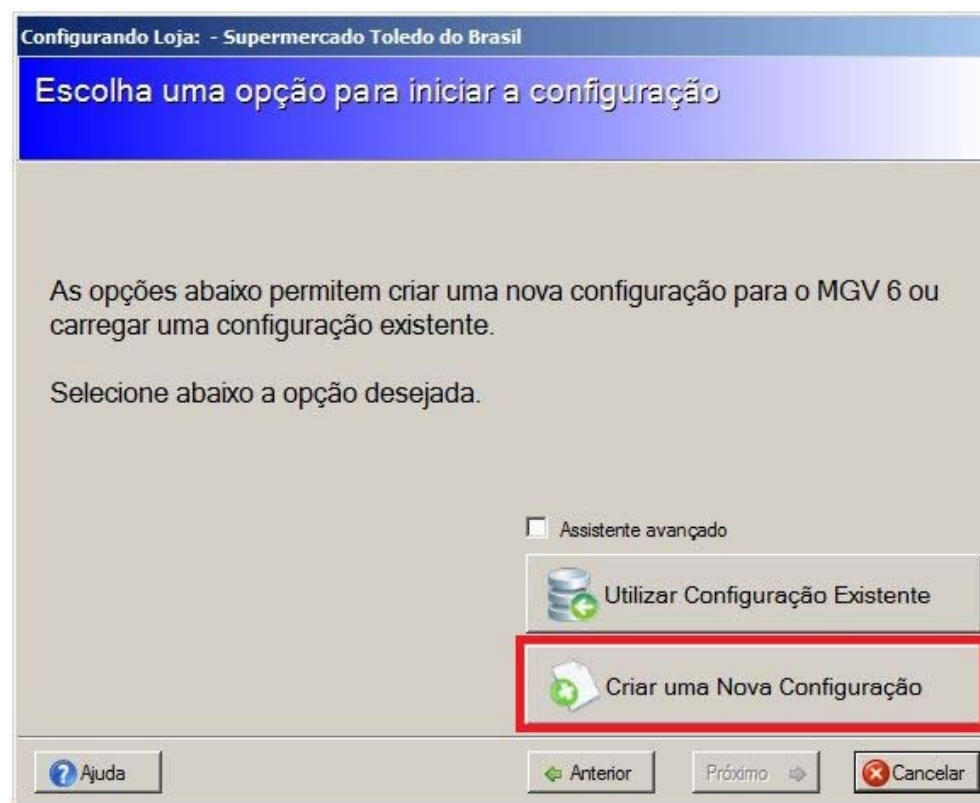 Configurando Loja: - Supermercado Toledo do Brasil
Escolha uma opção para iniciar a configuração
As opções abaixo permitem criar uma nova configuração para o MGV 6 ou
carregar uma configuração existente.
Selecione abaixo a opção desejada.
Assistente avançado
Utilizar Configuração Existente
Criar uma Nova Configuração
Ajuda
Anterior
Próximo
Cancelar